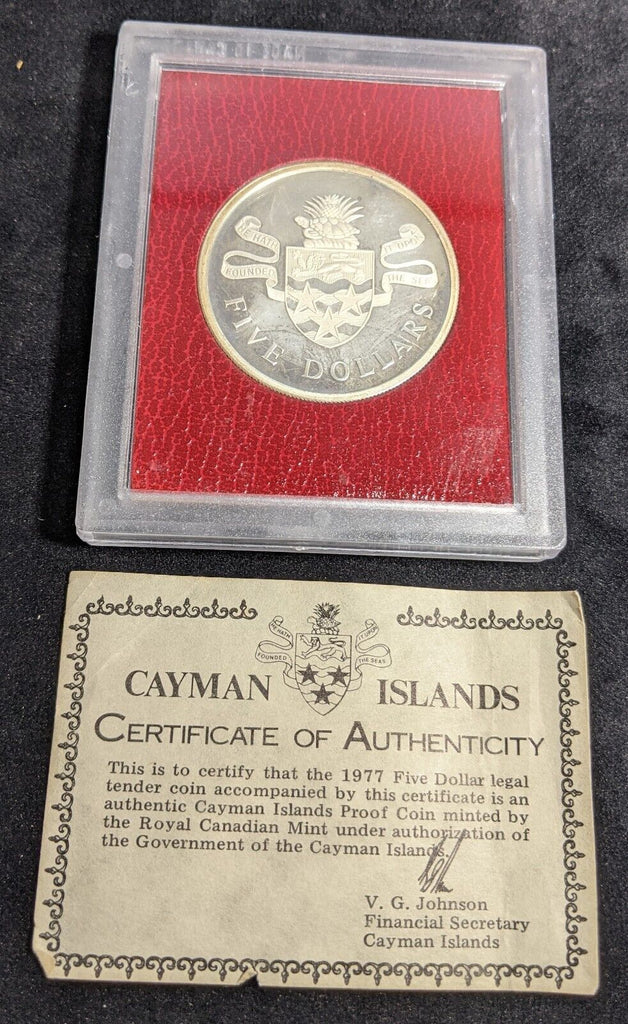 HE HATH
FOUNDED
IT UPON
THE SEAS
FIVE DOLLARS
HE HATH
FOUNDED
IT UPON
THE SEAS
CAYMAN ISLANDS
CERTIFICATE OF AUTHENTICITY
This is to certify that the 1977 Five Dollar legal
tender coin accompanied by this certificate is an
authentic Cayman Islands Proof Coin minted by
the Royal Canadian Mint under authorization of
the Government of the Cayman Islands.
V. G. Johnson
Financial Secretary
Cayman Islands